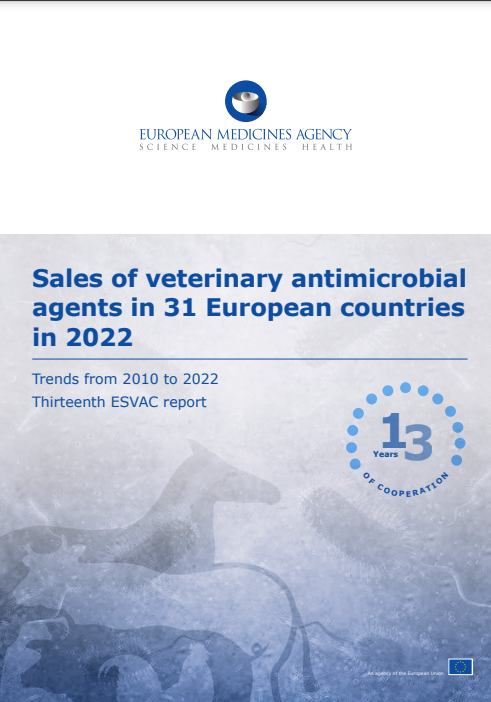 EUROPEAN MEDICINES AGENCY
SCIENCE MEDICINES HEALTH
Sales of veterinary antimicrobial
agents in 31 European countries
in 2022
Trends from 2010 to 2022
Thirteenth ESVAC report
13
Years
OF COOPERATION
An agency of the European Union